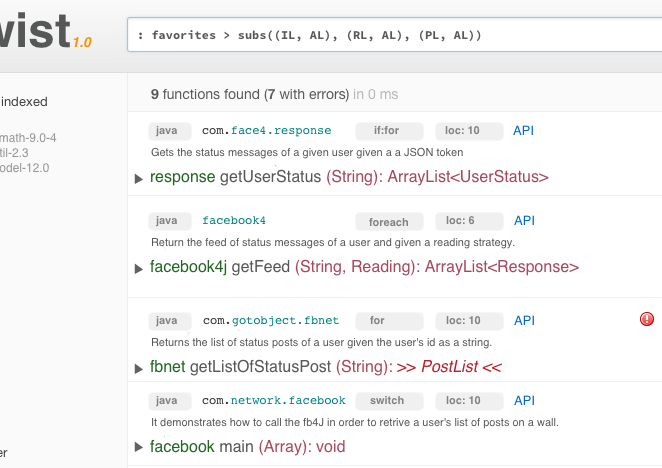 wist 1.0
: favorites > subs((IL, AL), (RL, AL), (PL, AL))
indexed
math-9.0-4
til-2.3
odel-12.0
9 functions found (7 with errors) in 0 ms
java com.face4.response if:for loc: 10 API
Gets the status messages of a given user given a a JSON token
response getUserStatus (String): ArrayList<UserStatus>
java facebook4 foreach loc: 6 API
Return the feed of status messages of a user and given a reading strategy.
facebook4j getFeed (String, Reading): ArrayList<Response>
java com.gotobject.fbnet for loc: 10 API
Returns the list of status posts of a user given the user's id as a string.
fbnet getListOfStatusPost (String): >> PostList <<
java com.network.facebook switch loc: 10 API
It demonstrates how to call the fb4J in order to retrive a user's list of posts on a wall.
facebook main (Array): void
er